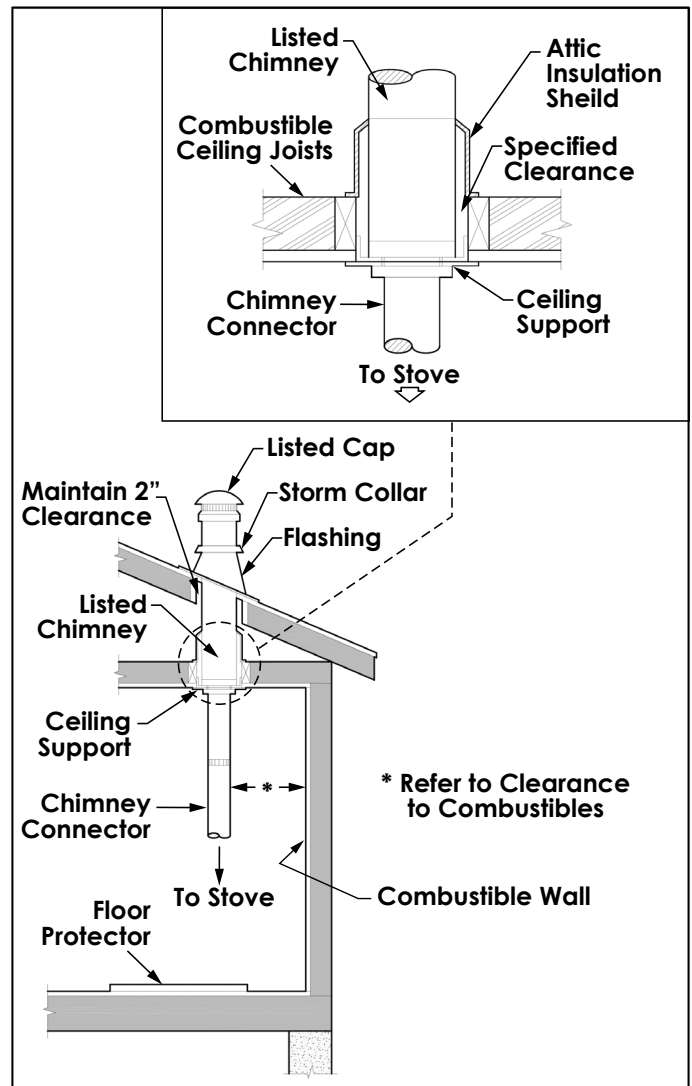 Listed
Chimney
Attic
Insulation
Sheild
Combustible
Ceiling Joists
Specified
Clearance
Chimney
Connector
Ceiling
Support
To Stove
Listed Cap
Maintain 2"
Clearance
Storm Collar
Flashing
Listed
Chimney
Ceiling
Support
*
* Refer to Clearance
to Combustibles
Chimney
Connector
To Stove
Combustible Wall
Floor
Protector